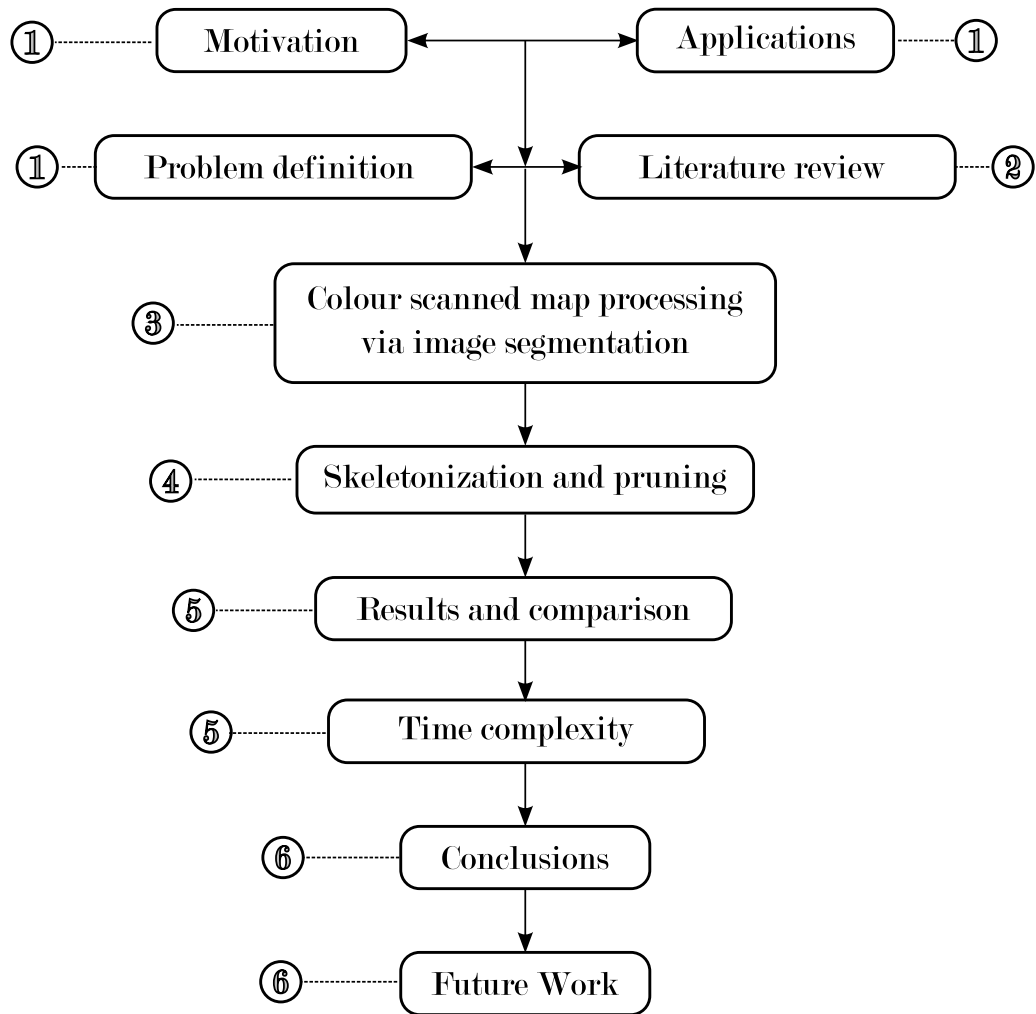 1 Motivation Applications 1
1 Problem definition Literature review 2
3 Colour scanned map processing
via image segmentation
4 Skeletonization and pruning
5 Results and comparison
5 Time complexity
6 Conclusions
6 Future Work